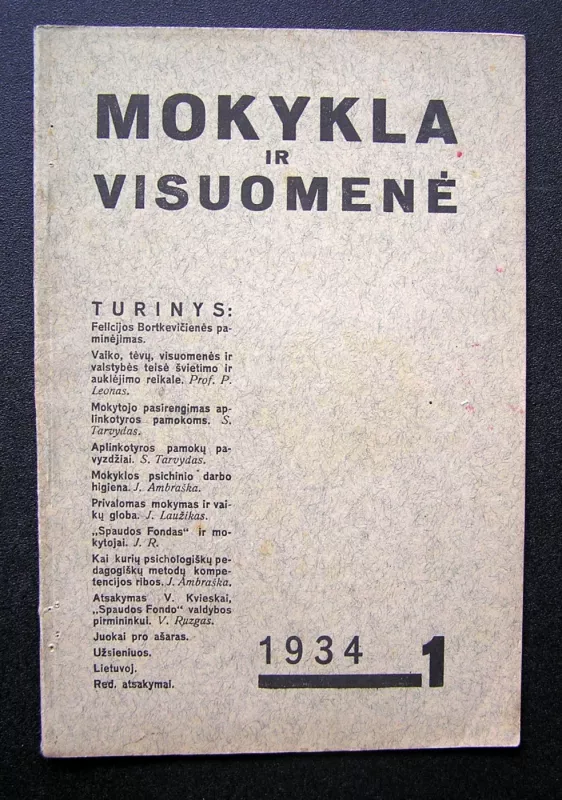 MOKYKLA
IR
VISUOMENĖ
TURINYS:
Felicijos Bortkevičienės pa-
minėjimas.
Vaiko, tėvų, visuomenės ir
valstybės teisė švietimo ir
auklėjimo reikale. Prof. P.
Leonas.
Mokytojo pasirengimas ap-
linkotyros pamokoms. S.
Tarvydas.
Aplinkotyros pamokų pa-
vyzdžiai. S. Tarvydas.
Mokyklos psichinio darbo
higiena. J. Ambraška.
Privalomas mokymas ir vai-
kų globa. J. Laužikas.
„Spaudos Fondas" ir mo-
kytojai. J. R.
Kai kurių psichologiškų pe-
dagogiškų metodų kompe-
tencijos ribos. J. Ambraška.
Atsakymas V. Kvieskai,
„Spaudos Fondo" valdybos
pirmininkui. V. Ruzgas.
Juokai pro ašaras.
Užsieniuos.
Lietuvoj.
Red. atsakymai.
1934 1